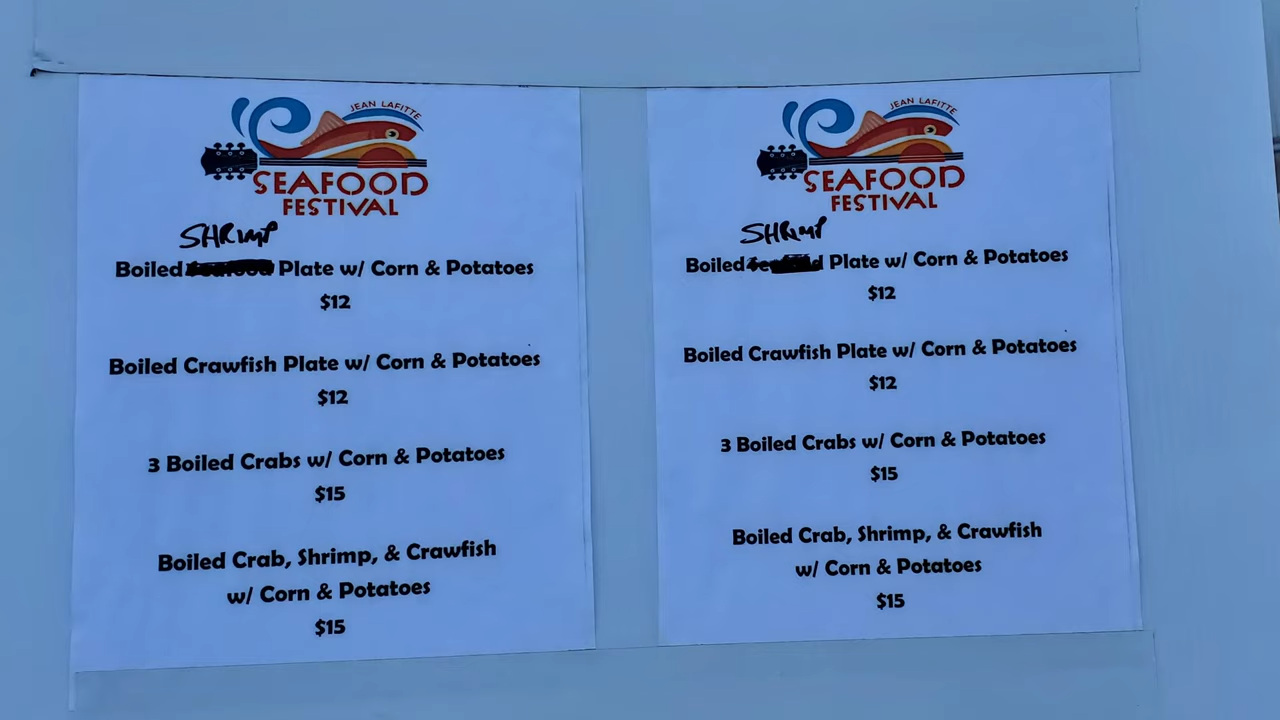 JEAN LAFITTE
SEAFOOD
FESTIVAL
SHRIMP
Boiled seafood Plate w/ Corn & Potatoes
$12
Boiled Crawfish Plate w/ Corn & Potatoes
$12
3 Boiled Crabs w/ Corn & Potatoes
$15
Boiled Crab, Shrimp, & Crawfish
w/ Corn & Potatoes
$15
JEAN LAFITTE
SEAFOOD
FESTIVAL
SHRIMP
Boiled seafood Plate w/ Corn & Potatoes
$12
Boiled Crawfish Plate w/ Corn & Potatoes
$12
3 Boiled Crabs w/ Corn & Potatoes
$15
Boiled Crab, Shrimp, & Crawfish
w/ Corn & Potatoes
$15